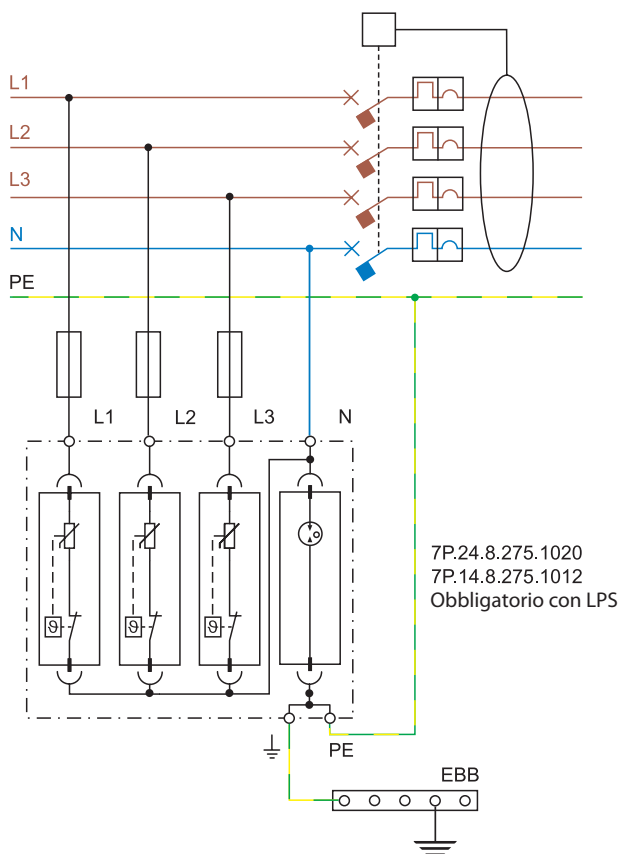 L1
L2
L3
N
PE
L1 L2 L3 N
ϑ ϑ ϑ
7P.24.8.275.1020
7P.14.8.275.1012
Obbligatorio con LPS
PE
EBB